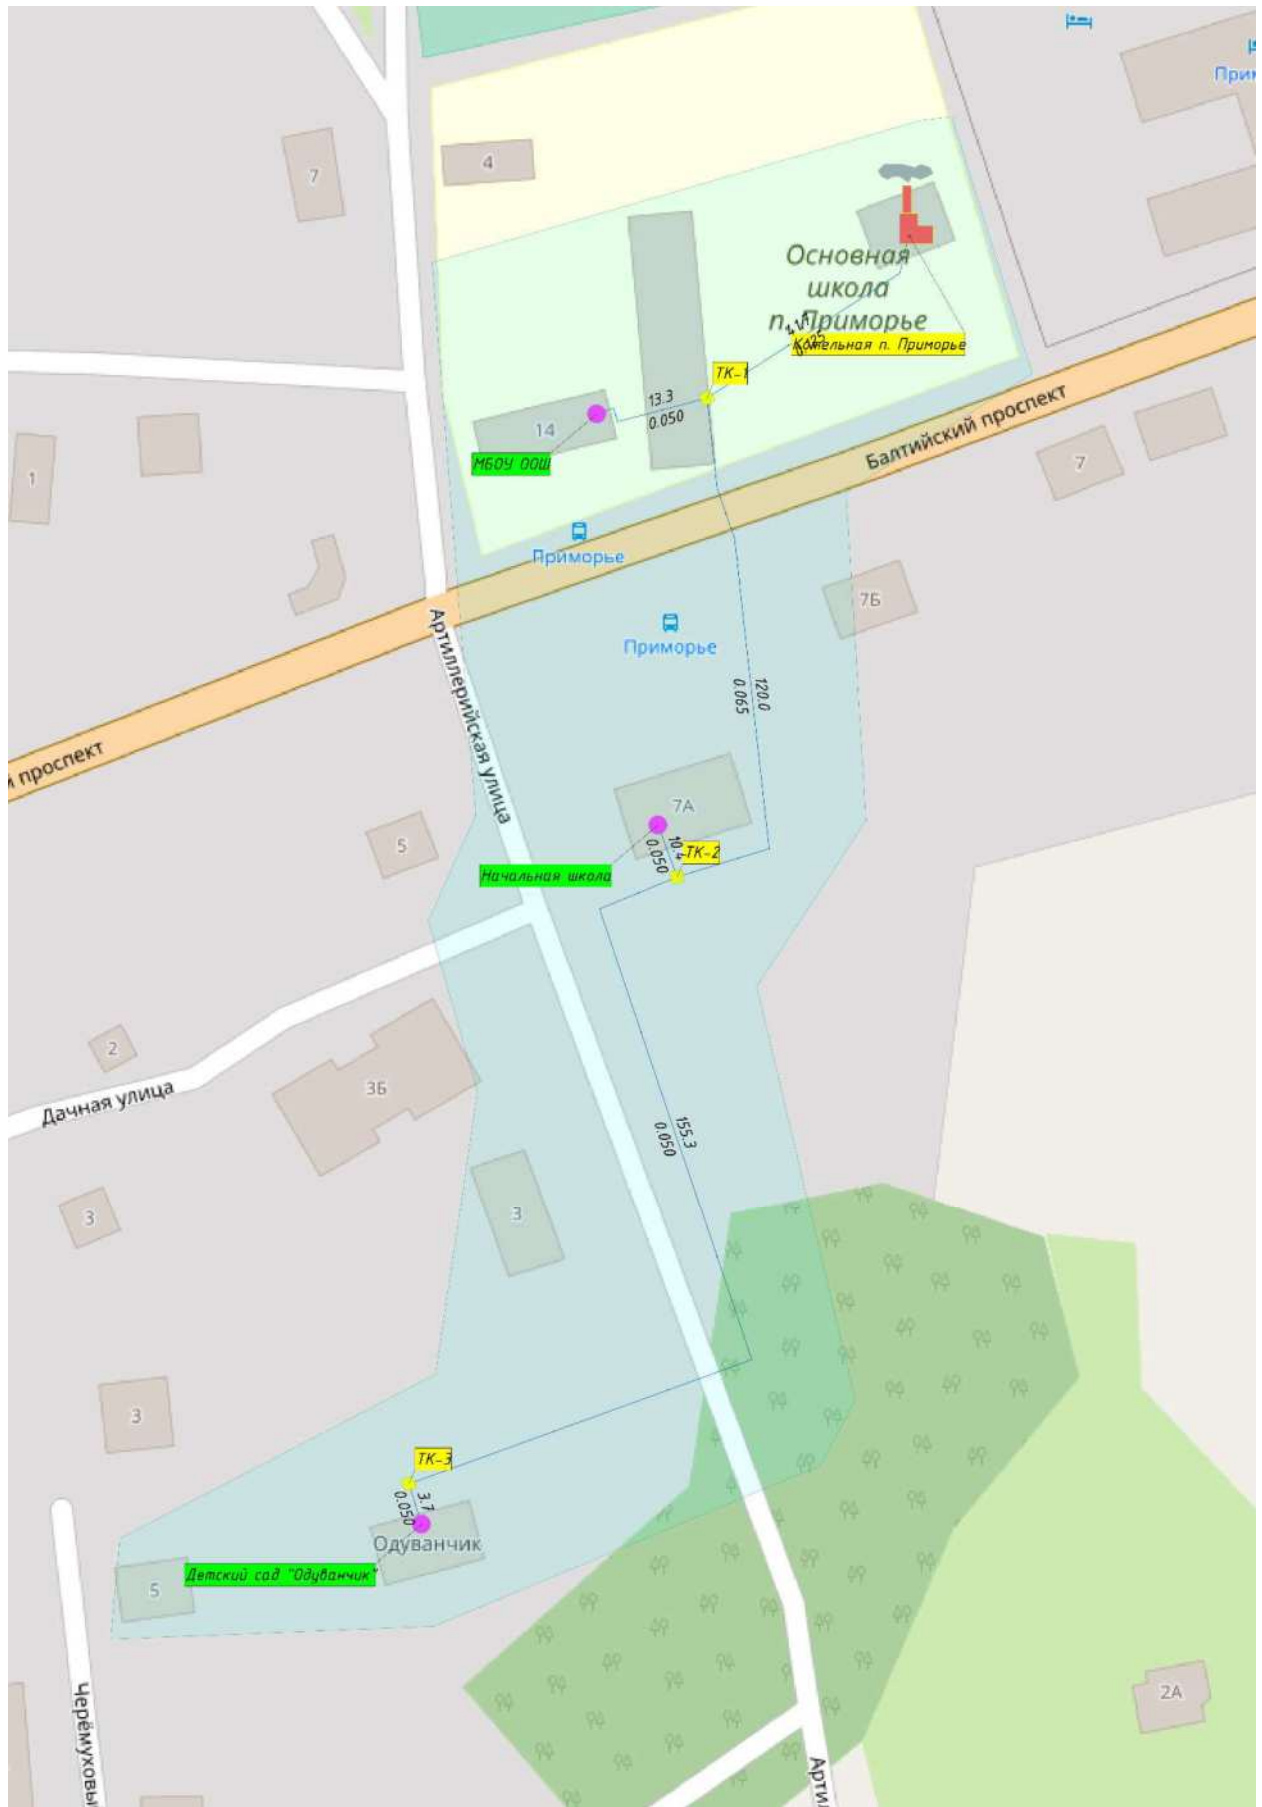 Прим
7
4
Основная
школа
п. Приморье
Котельная п. Приморье
ТК-1
13.3
0.050
14
МБОУ ООШ
Балтийский проспект
7
1
Приморье
7Б
Приморье
Артиллерийская улица
120.0
0.065
проспект
7А
5
10.4
0.050
ТК-2
Начальная школа
2
3Б
Дачная улица
155.3
0.050
3
3
3
ТК-3
3.7
0.050
Одуванчик
Детский сад "Одуванчик"
5
2А
Черёмуховы
Арти